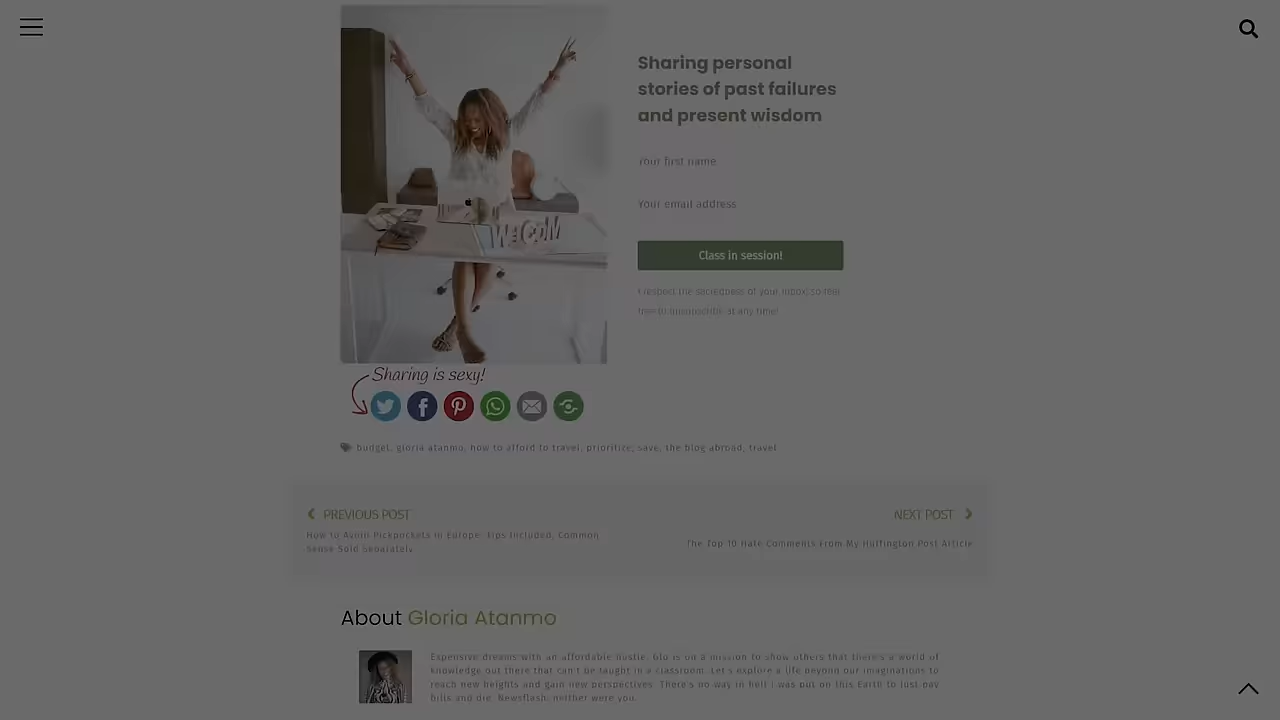 Sharing personal
stories of past failures
and present wisdom
Your first name
Your email address
Class in session!
I respect the sacredness of your inbox, so feel
free to unsubscribe at any time!
WELCOM
Sharing is sexy!
budget, gloria atanmo, how to afford to travel, prioritize, save, the blog abroad, travel
PREVIOUS POST
How to Avoid Pickpockets in Europe: Tips Included, Common
Sense Sold Separately
NEXT POST
The Top 10 Hate Comments From My Huffington Post Article
About Gloria Atanmo
Expensive dreams with an affordable hustle. Glo is on a mission to show others that there's a world of
knowledge out there that can't be taught in a classroom. Let's explore a life beyond our imaginations to
reach new heights and gain new perspectives. There's no way in hell I was put on this Earth to just pay
bills and die. Newsflash, neither were you.